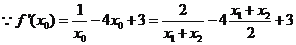 ∵ f'(x₀) = 1/x₀ − 4x₀ + 3 = 2/(x₁ + x₂) − 4 (x₁ + x₂)/2 + 3